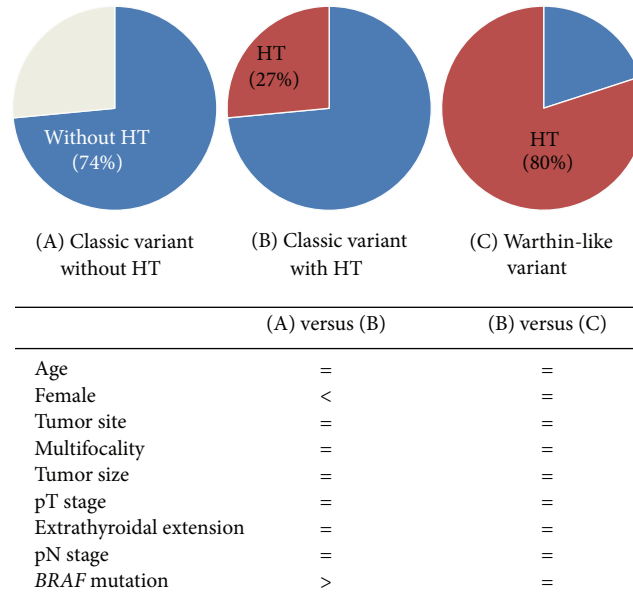 Without HT
(74%)
HT
(27%)
HT
(80%)
(A) Classic variant
without HT
(B) Classic variant
with HT
(C) Warthin-like
variant
(A) versus (B) (B) versus (C)
Age = =
Female < =
Tumor site = =
Multifocality = =
Tumor size = =
pT stage = =
Extrathyroidal extension = =
pN stage = =
BRAF mutation > =